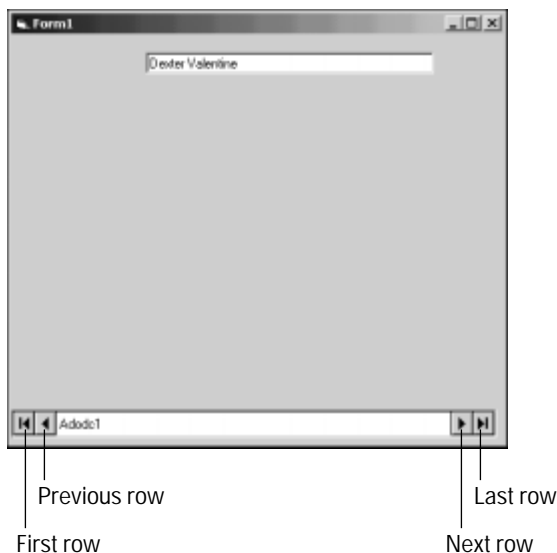 Form1
Dexter Valentine
Adodc1
Previous row
Last row
First row
Next row